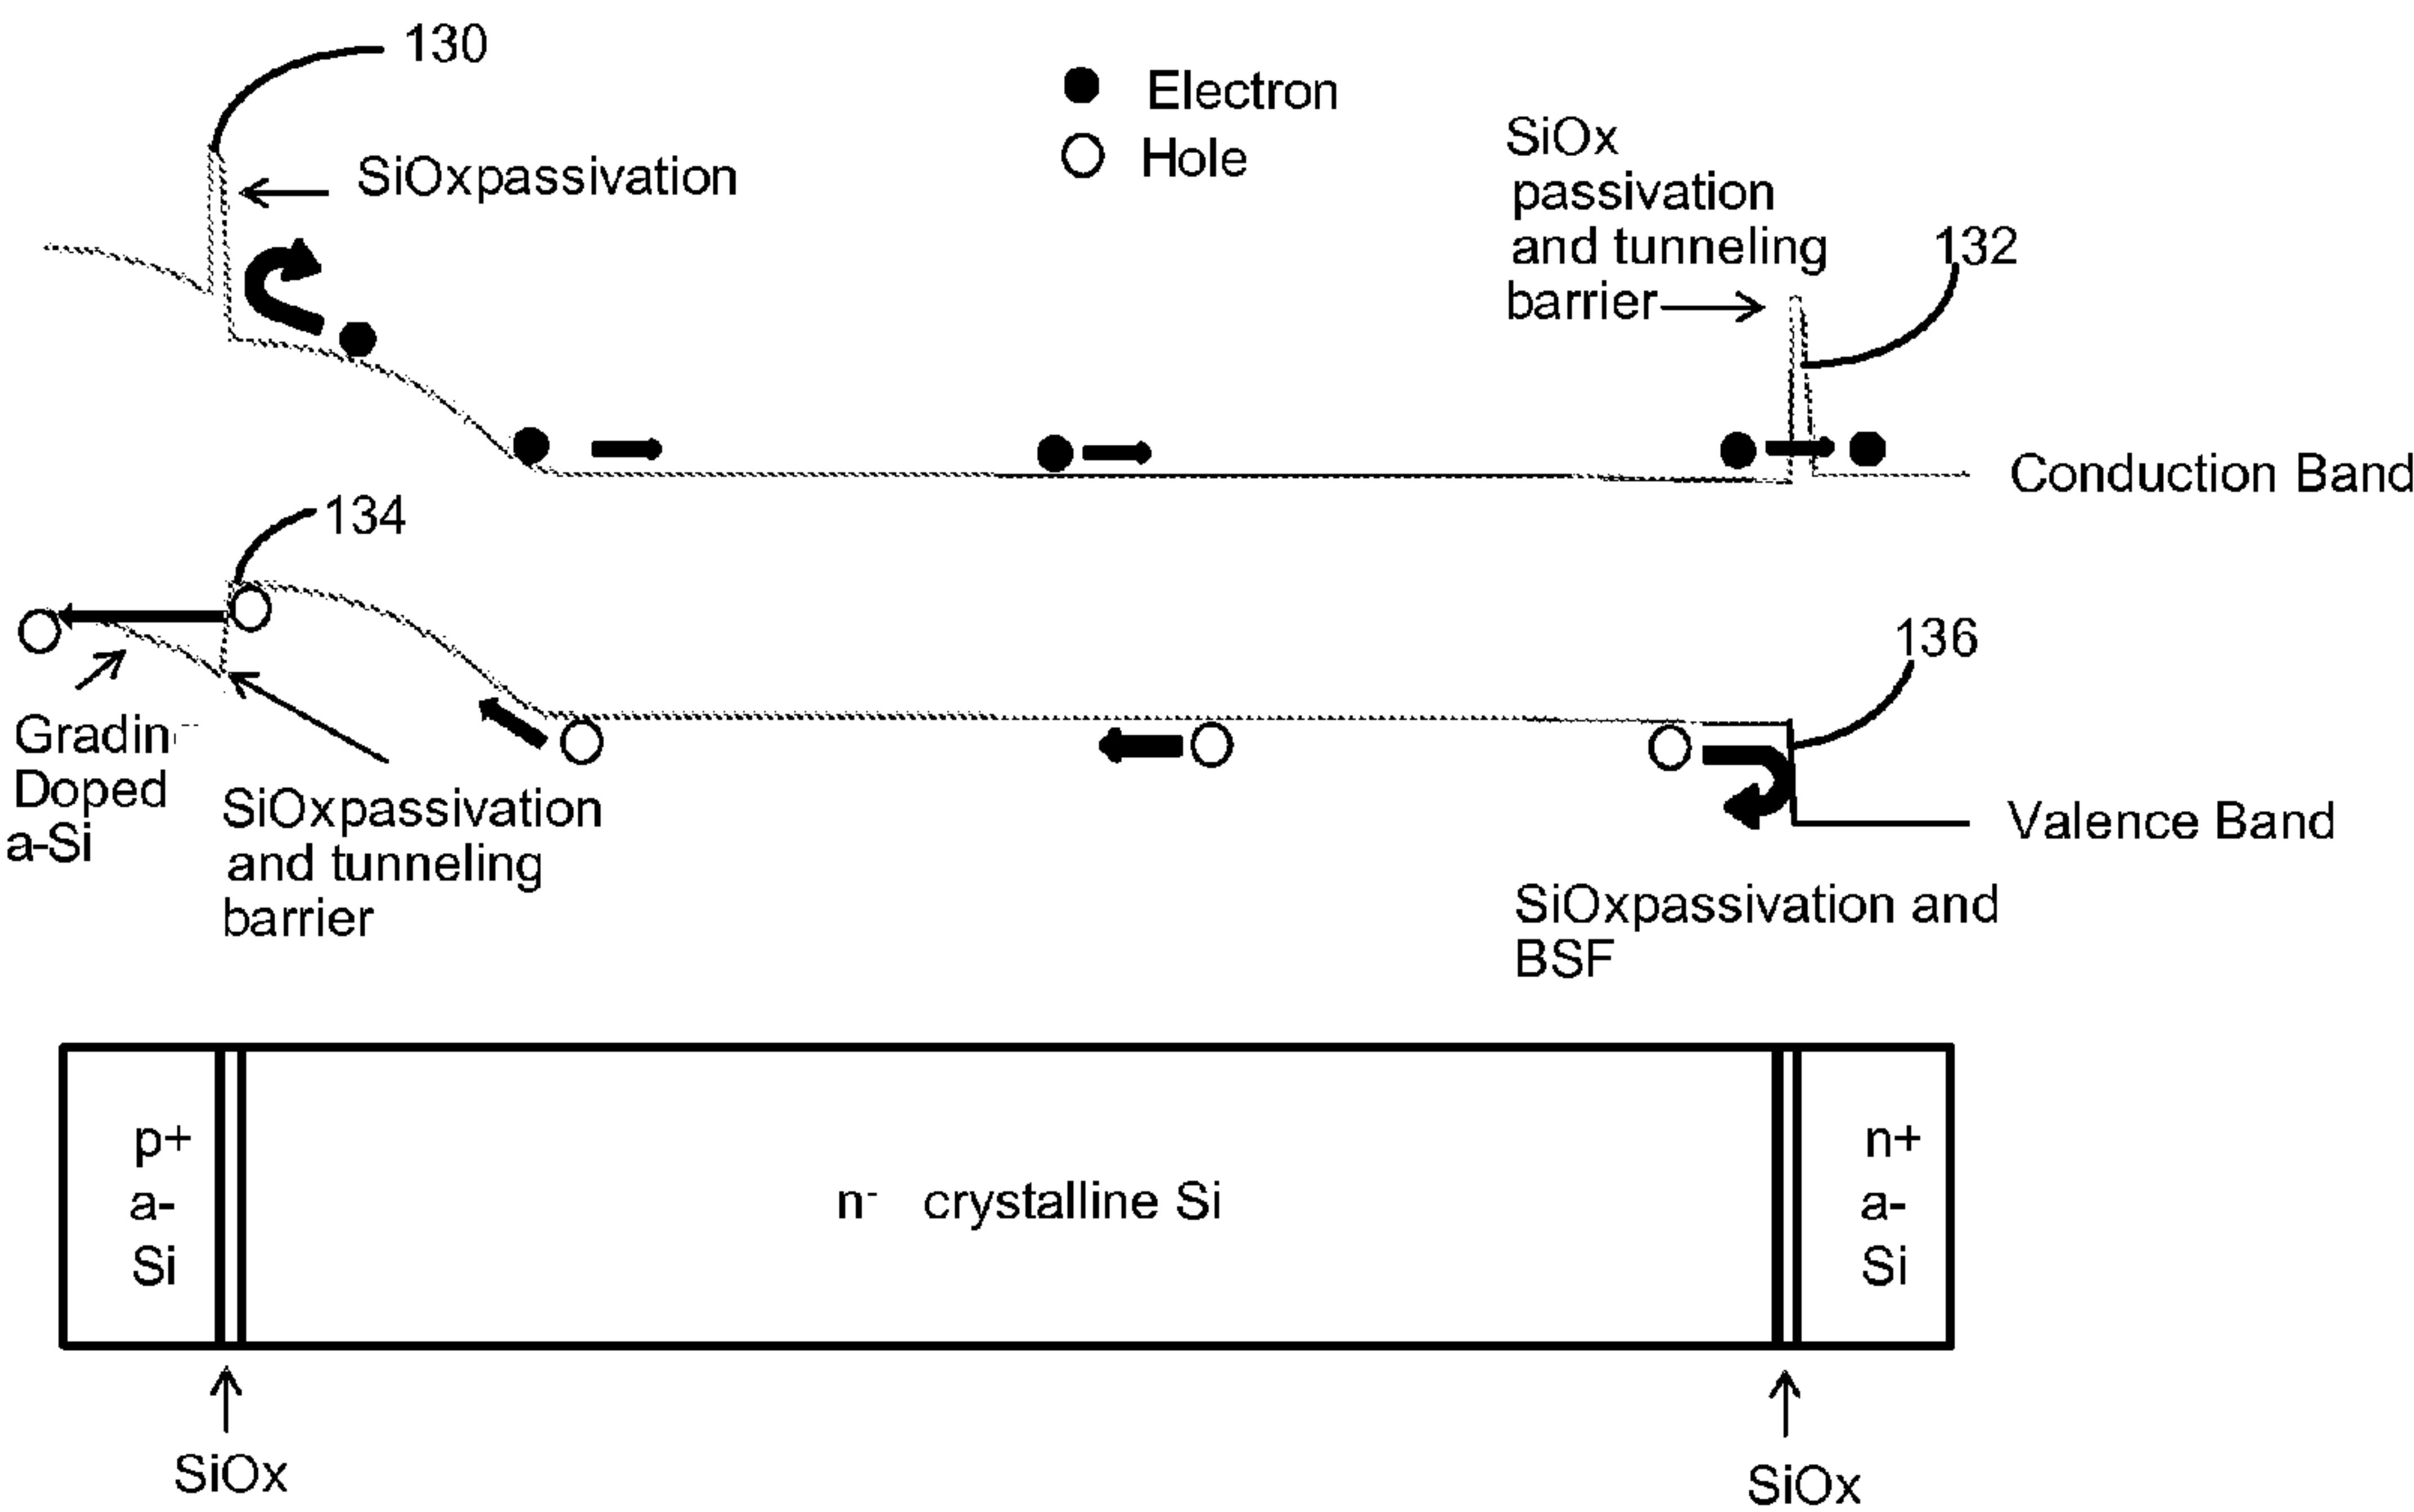 130
Electron
Hole
SiOxpassivation
SiOx
passivation
and tunneling
barrier
132
Conduction Band
134
136
Gradin
Doped
a-Si
SiOxpassivation
and tunneling
barrier
Valence Band
SiOxpassivation and
BSF
p+
a-
Si
n- crystalline Si
n+
a-
Si
SiOx
SiOx